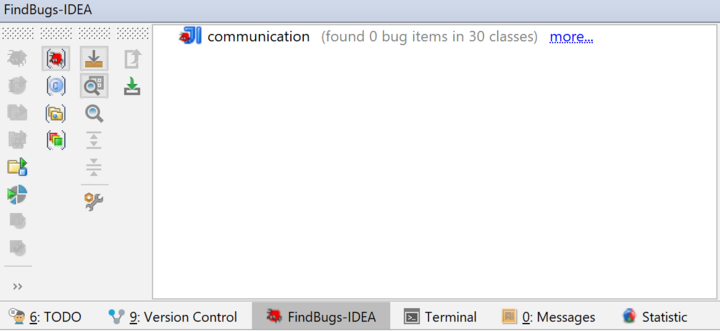 FindBugs-IDEA
communication (found 0 bug items in 30 classes) more...
6: TODO 9: Version Control FindBugs-IDEA Terminal 0: Messages Statistic